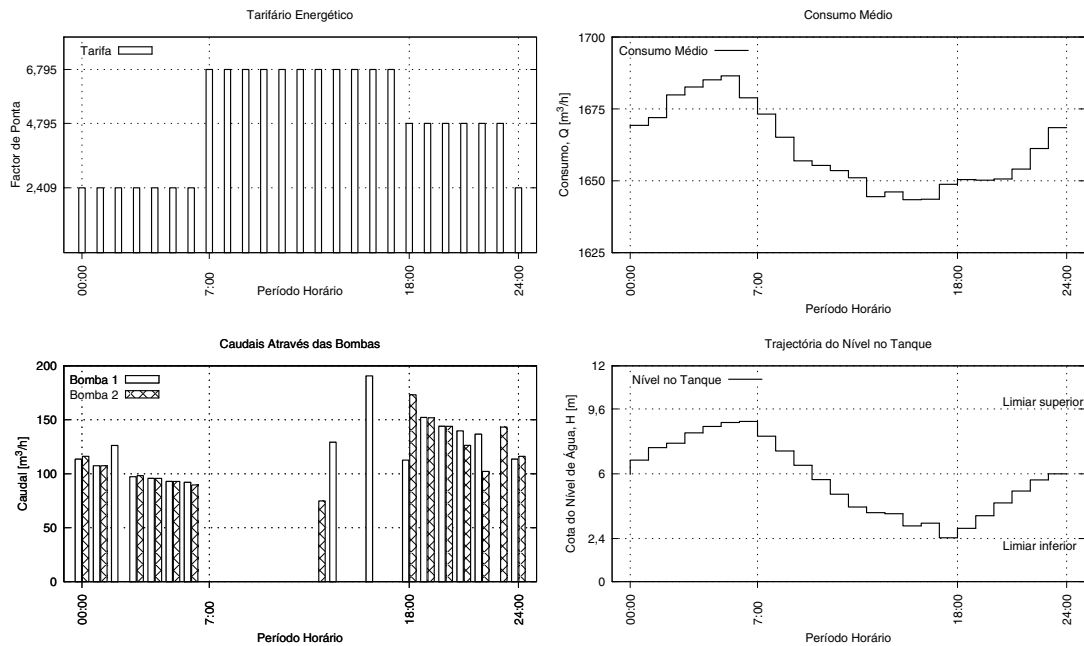 Tarifário Energético
Tarifa
6,795
4,795
2,409
Factor de Ponta
00:00
7:00
18:00
24:00
Período Horário
Consumo Médio
Consumo Médio
1700
1675
1650
1625
Consumo, Q [m³/h]
00:00
7:00
18:00
24:00
Período Horário
Caudais Através das Bombas
Bomba 1
Bomba 2
200
150
100
50
0
Caudal [m³/h]
00:00
7:00
18:00
24:00
Período Horário
Trajectória do Nível no Tanque
Nível no Tanque
Limiar superior
Limiar inferior
12
9,6
6
2,4
0
Cota do Nível de Água, H [m]
00:00
7:00
18:00
24:00
Período Horário